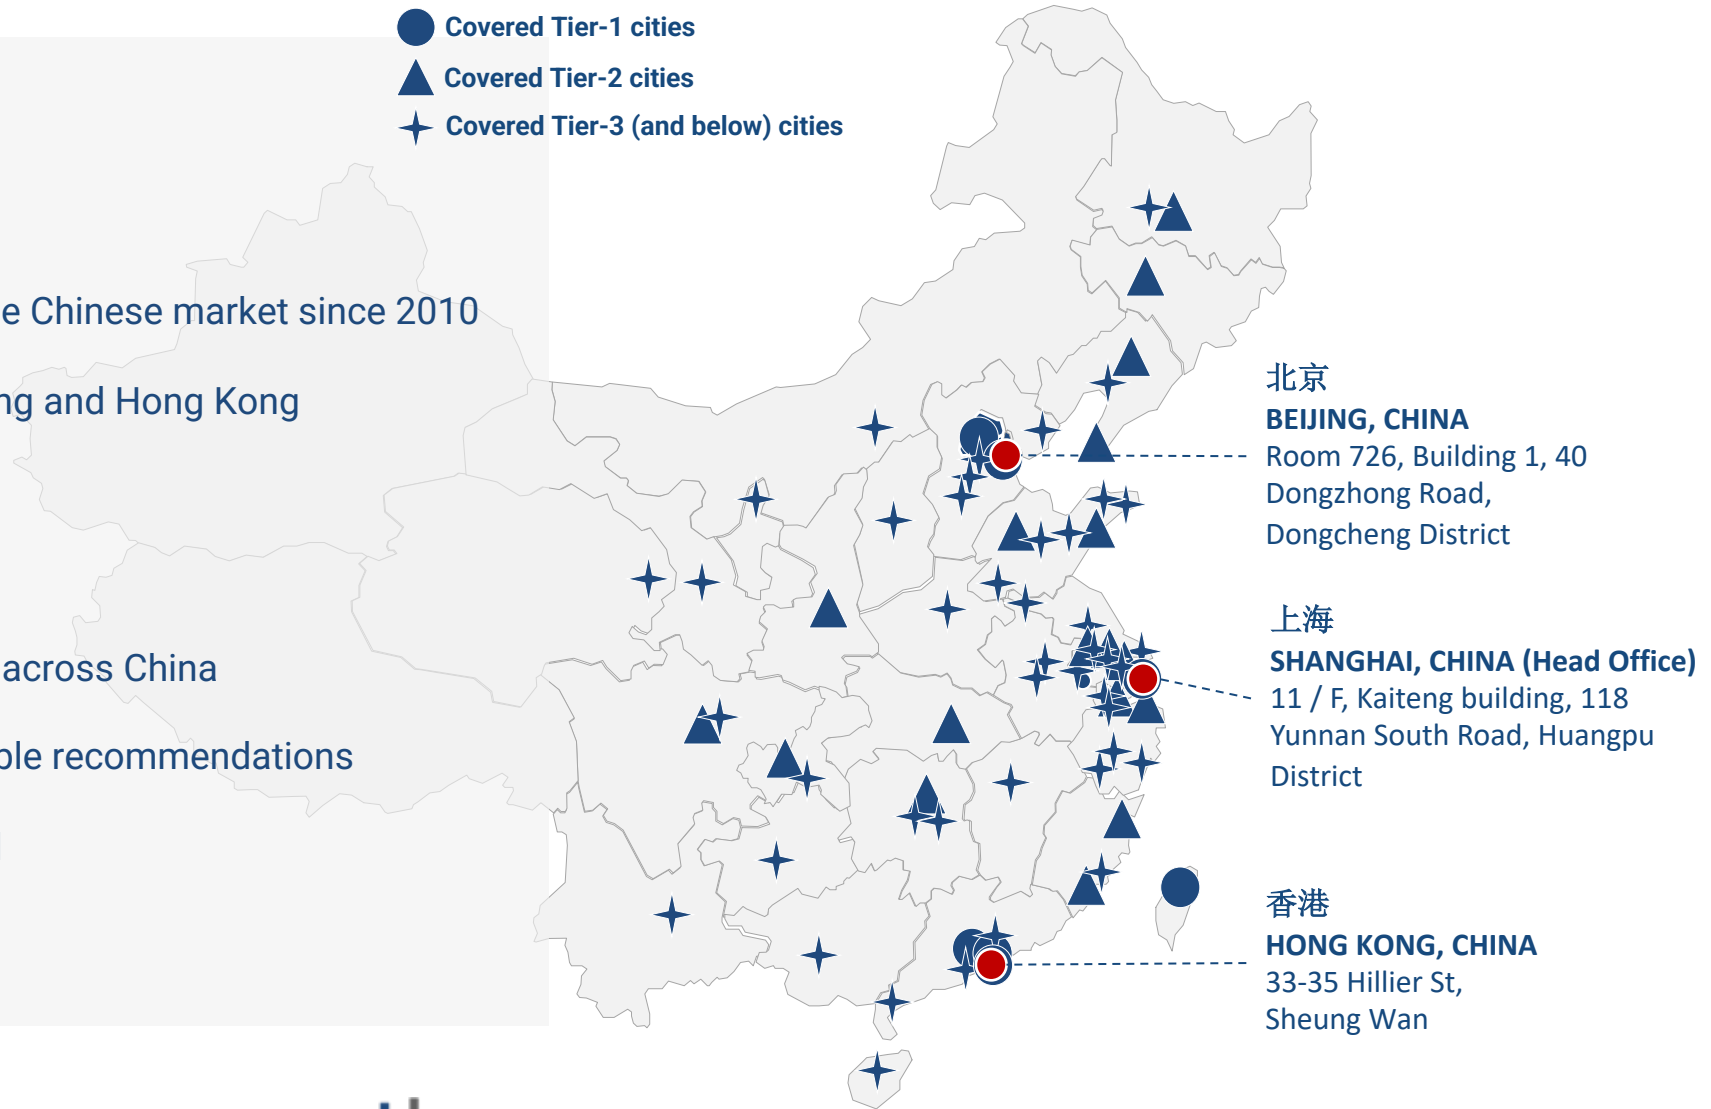 Covered Tier-1 cities
Covered Tier-2 cities
Covered Tier-3 (and below) cities
e Chinese market since 2010
ng and Hong Kong
across China
ple recommendations
北京
BEIJING, CHINA
Room 726, Building 1, 40
Dongzhong Road,
Dongcheng District
上海
SHANGHAI, CHINA (Head Office)
11 / F, Kaiteng building, 118
Yunnan South Road, Huangpu
District
香港
HONG KONG, CHINA
33-35 Hillier St,
Sheung Wan